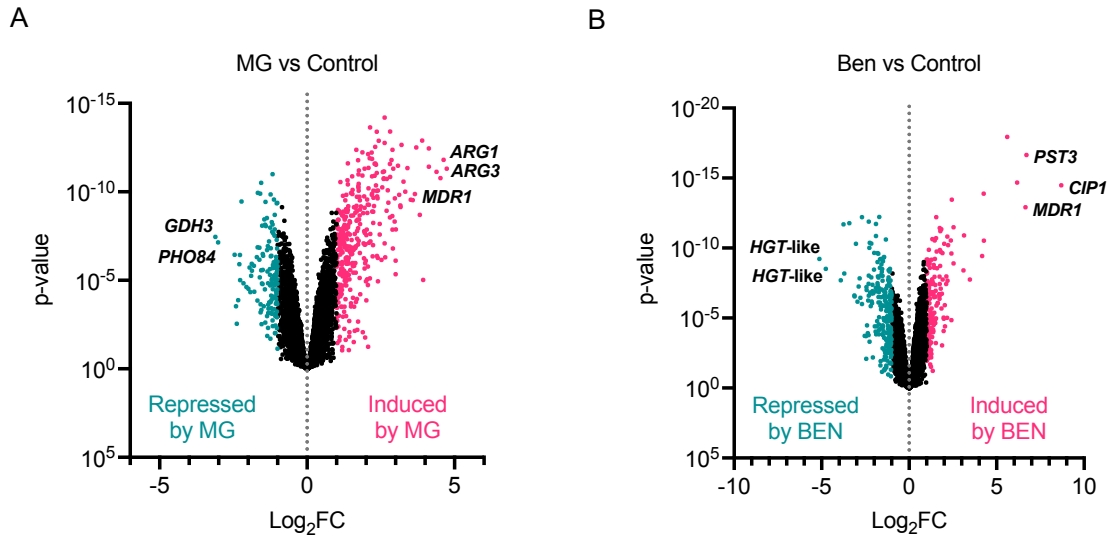 A
MG vs Control
p-value
10⁻¹⁵
10⁻¹⁰
10⁻⁵
10⁰
10⁵
ARG1
ARG3
MDR1
GDH3
PHO84
Repressed
by MG
Induced
by MG
-5
0
5
Log₂FC
B
Ben vs Control
p-value
10⁻²⁰
10⁻¹⁵
10⁻¹⁰
10⁻⁵
10⁰
10⁵
PST3
CIP1
MDR1
HGT-like
HGT-like
Repressed
by BEN
Induced
by BEN
-10
-5
0
5
10
Log₂FC